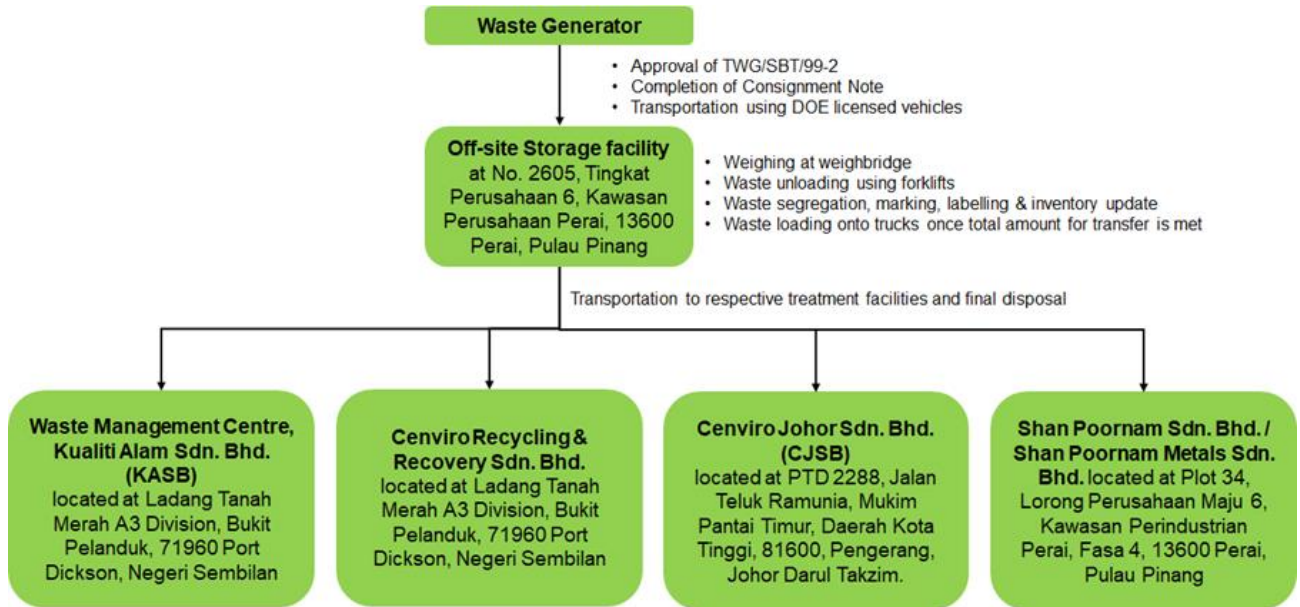 Waste Generator
• Approval of TWG/SBT/99-2
• Completion of Consignment Note
• Transportation using DOE licensed vehicles
Off-site Storage facility
at No. 2605, Tingkat
Perusahaan 6, Kawasan
Perusahaan Perai, 13600
Perai, Pulau Pinang
• Weighing at weighbridge
• Waste unloading using forklifts
• Waste segregation, marking, labelling & inventory update
• Waste loading onto trucks once total amount for transfer is met
Transportation to respective treatment facilities and final disposal
Waste Management Centre,
Kualiti Alam Sdn. Bhd.
(KASB)
located at Ladang Tanah
Merah A3 Division, Bukit
Pelanduk, 71960 Port
Dickson, Negeri Sembilan
Cenviro Recycling &
Recovery Sdn. Bhd.
located at Ladang Tanah
Merah A3 Division, Bukit
Pelanduk, 71960 Port
Dickson, Negeri Sembilan
Cenviro Johor Sdn. Bhd.
(CJSB)
located at PTD 2288, Jalan
Teluk Ramunia, Mukim
Pantai Timur, Daerah Kota
Tinggi, 81600, Pengerang,
Johor Darul Takzim.
Shan Poornam Sdn. Bhd. /
Shan Poornam Metals Sdn.
Bhd. located at Plot 34,
Lorong Perusahaan Maju 6,
Kawasan Perindustrian
Perai, Fasa 4, 13600 Perai,
Pulau Pinang